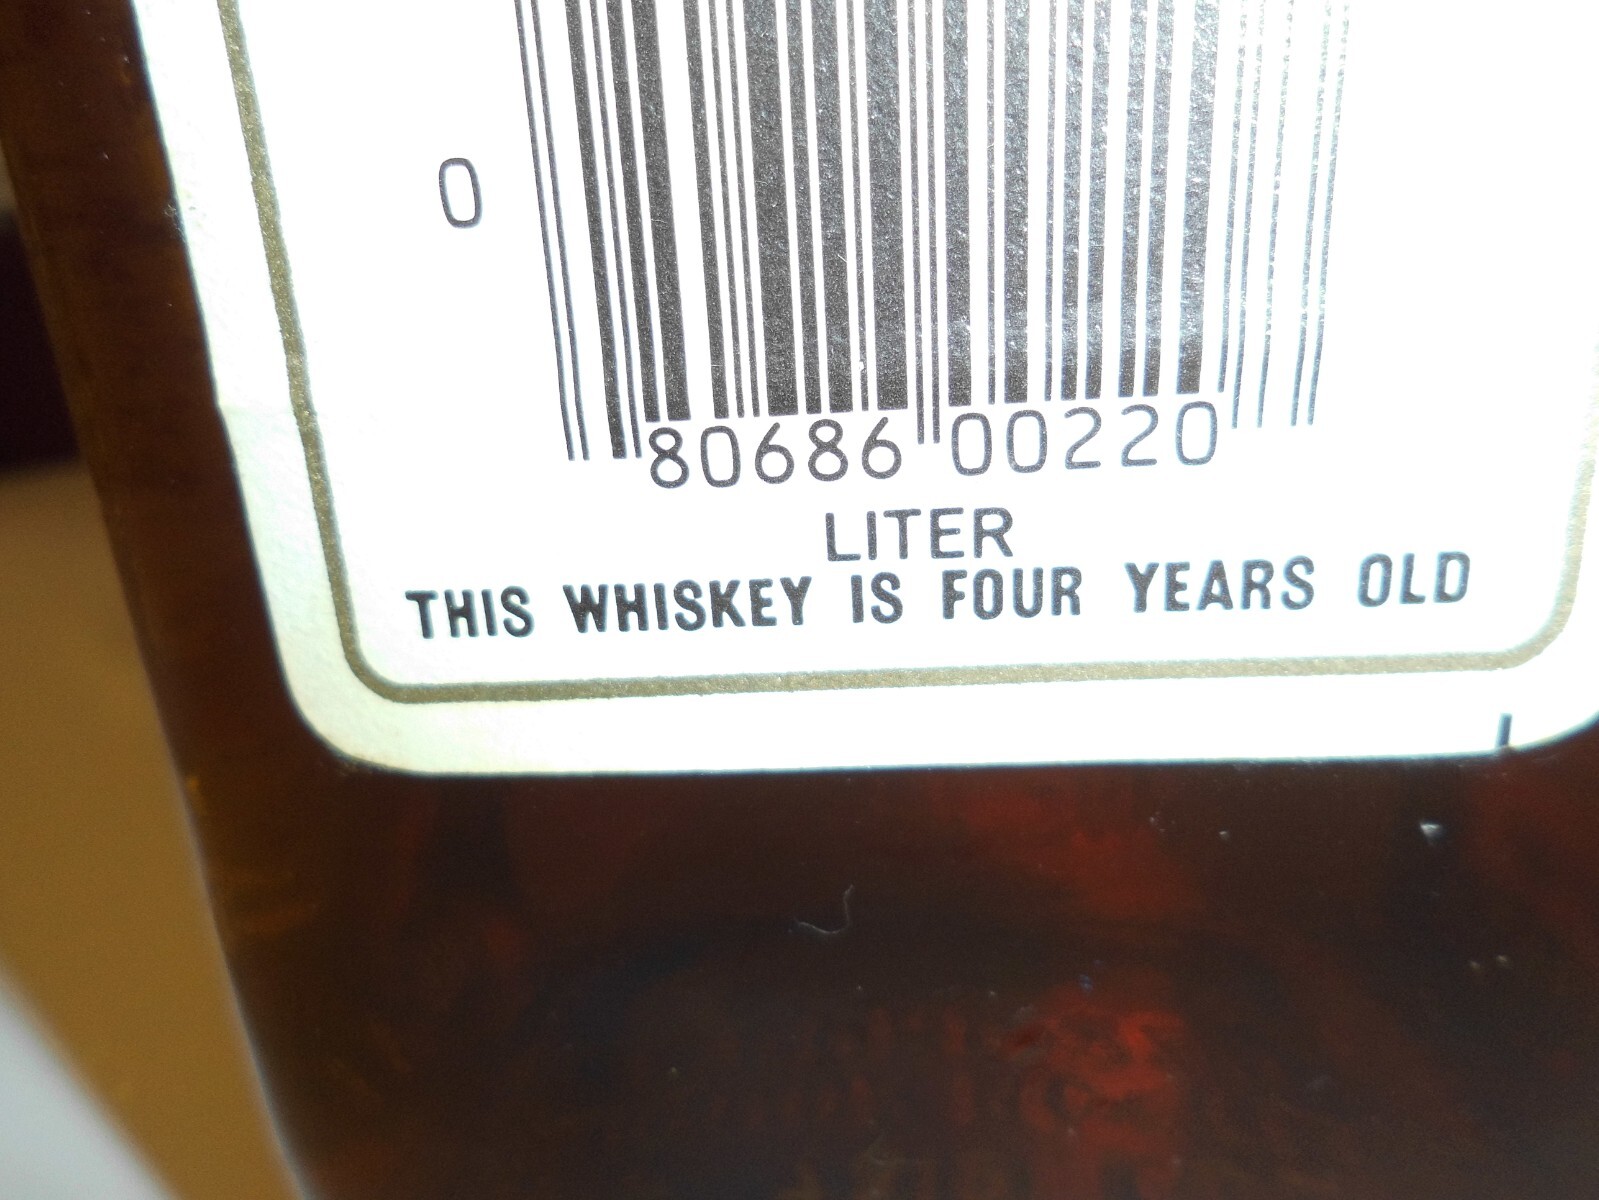 0
80686 00220
LITER
THIS WHISKEY IS FOUR YEARS OLD